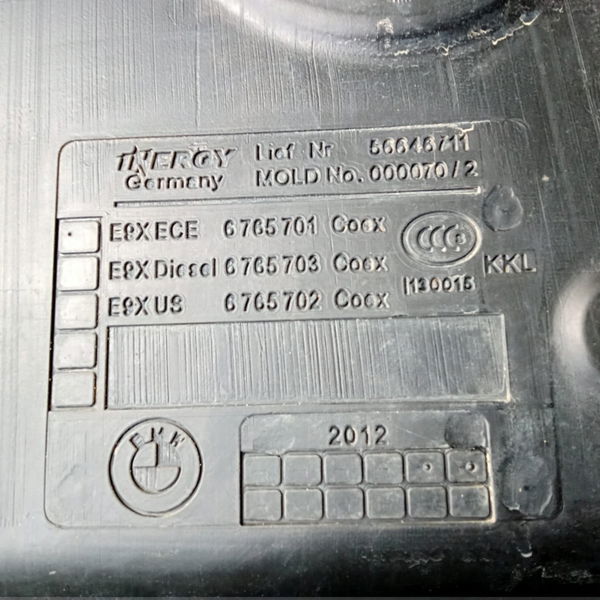 INERGY Lief Nr 56646711
Germany MOLD No. 000070/2
E9X ECE 6765701 Coex
E9X Diesel 6765703 Coex
E9X US 6765702 Coex
CCC
KKL
BMW
2012